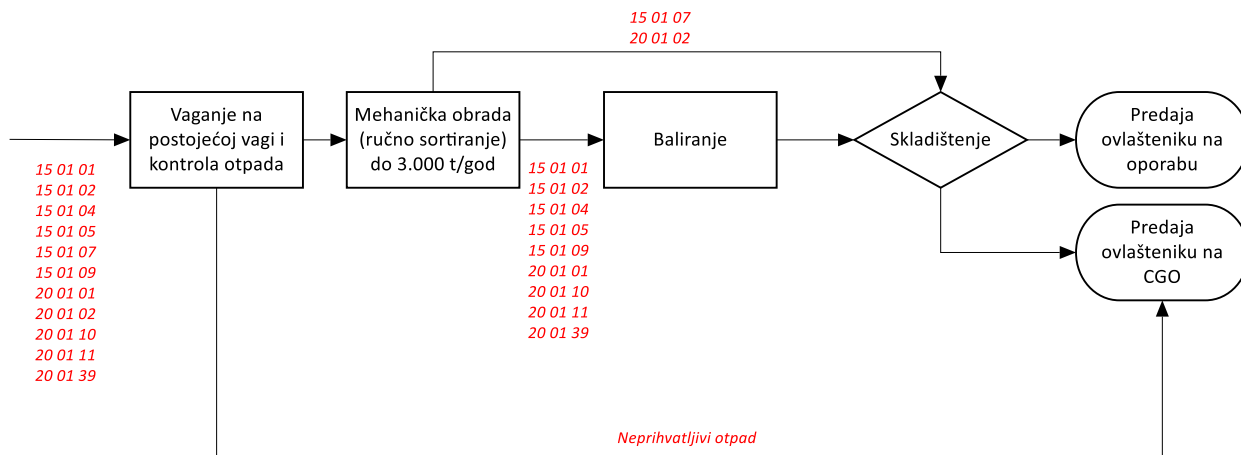 15 01 07
20 01 02
Vaganje na
postojećoj vagi i
kontrola otpada
Mehanička obrada
(ručno sortiranje)
do 3.000 t/god
Baliranje
Skladištenje
Predaja
ovlašteniku na
oporabu
15 01 01
15 01 02
15 01 04
15 01 05
15 01 07
15 01 09
20 01 01
20 01 02
20 01 10
20 01 11
20 01 39
15 01 01
15 01 02
15 01 04
15 01 05
15 01 09
20 01 01
20 01 10
20 01 11
20 01 39
Predaja
ovlašteniku na
CGO
Neprihvatljivi otpad